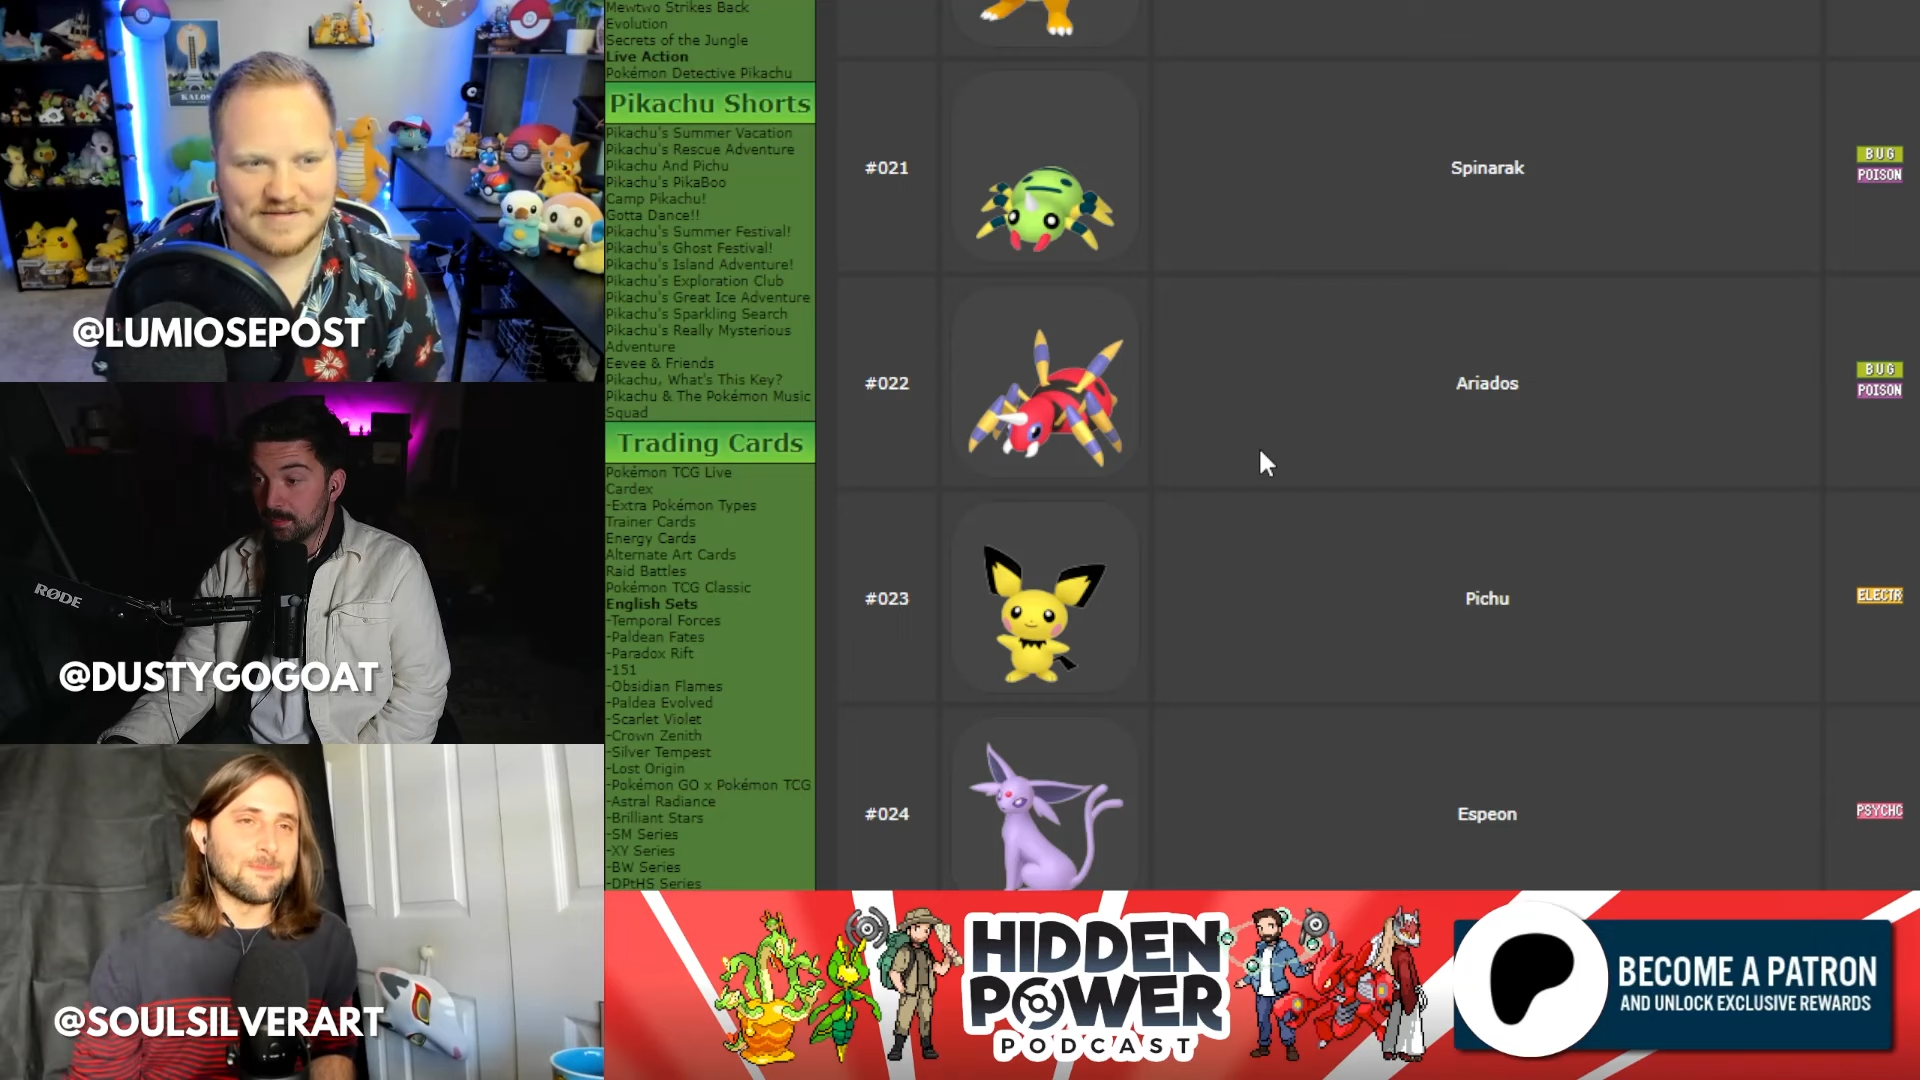 KALOS
@LUMIOSEPOST
RØDE
@DUSTYGOGOAT
@SOULSILVERART
Mewtwo Strikes Back
Evolution
Secrets of the Jungle
Live Action
Pokémon Detective Pikachu
Pikachu Shorts
Pikachu's Summer Vacation
Pikachu's Rescue Adventure
Pikachu And Pichu
Pikachu's PikaBoo
Camp Pikachu!
Gotta Dance!!
Pikachu's Summer Festival!
Pikachu's Ghost Festival!
Pikachu's Island Adventure!
Pikachu's Exploration Club
Pikachu's Great Ice Adventure
Pikachu's Sparkling Search
Pikachu's Really Mysterious
Adventure
Eevee & Friends
Pikachu, What's This Key?
Pikachu & The Pokémon Music
Squad
Trading Cards
Pokémon TCG Live
Cardex
-Extra Pokémon Types
Trainer Cards
Energy Cards
Alternate Art Cards
Raid Battles
Pokémon TCG Classic
English Sets
-Temporal Forces
-Paldean Fates
-Paradox Rift
-151
-Obsidian Flames
-Paldea Evolved
-Scarlet Violet
-Crown Zenith
-Silver Tempest
-Lost Origin
-Pokémon GO x Pokémon TCG
-Astral Radiance
-Brilliant Stars
-SM Series
-XY Series
-BW Series
-DPtHS Series
#021
Spinarak
BUG
POISON
#022
Ariados
BUG
POISON
#023
Pichu
ELECTR
#024
Espeon
PSYCHC
HIDDEN
POWER
PODCAST
BECOME A PATRON
AND UNLOCK EXCLUSIVE REWARDS